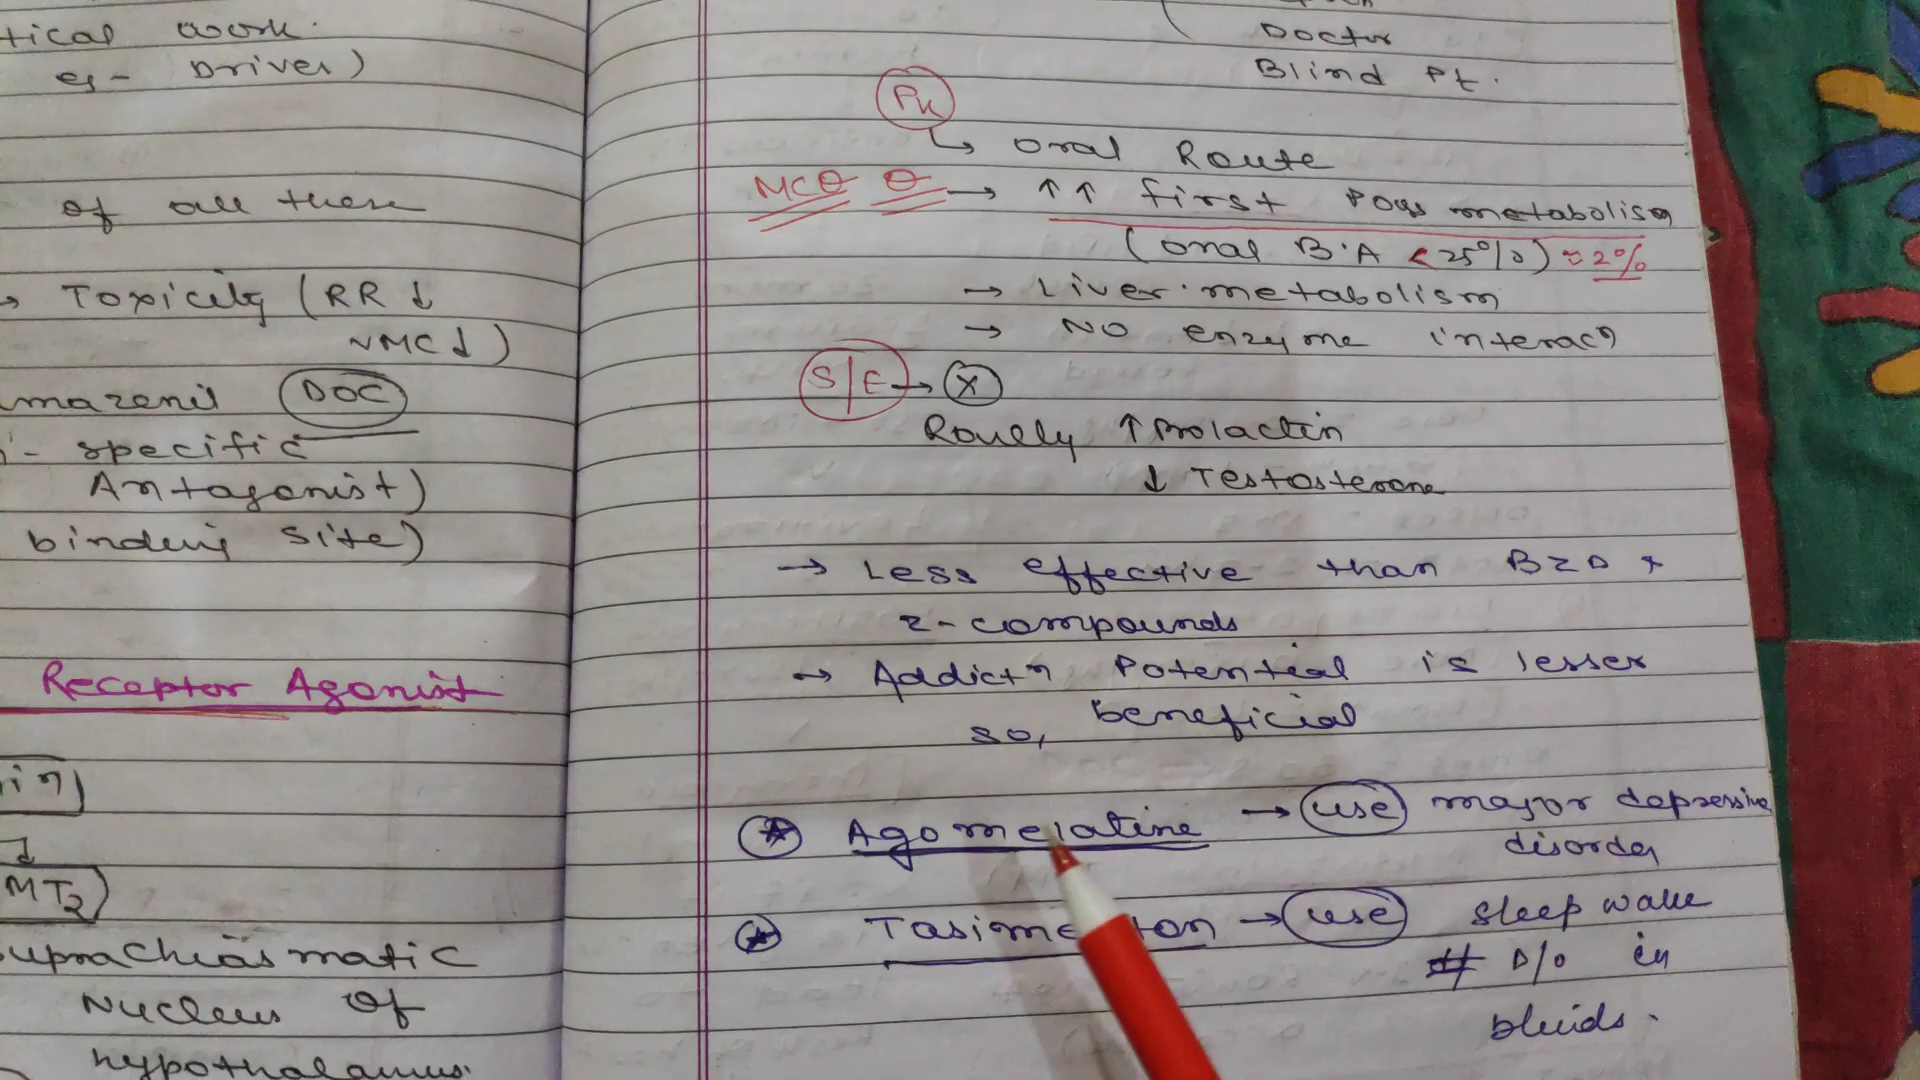 tical work.
eg - Driver)
of all these
→ Toxicity (RR ↓
VMC ↓)
mazenil DOC
- specific
Antagonist)
binding site)
Receptor Agonist
MT2)
suprachiasmatic
Nucleus of
hypothalamus.
Doctor
Blind Pt.
Pk
↳ Oral Route
MCQ Q → ↑↑ first Pass metabolism
(oral B.A < 25%) ≈ 2%
→ Liver metabolism
→ NO enzyme interacn
S/E → X
Rarely ↑ Prolactin
↓ Testosterone
→ Less effective than BZD +
Z-compounds
→ Addictn Potential is lesser
so, beneficial
Agomelatine → use major depressive
disorder
Tasime on → use sleep wake
D/o in
blinds.